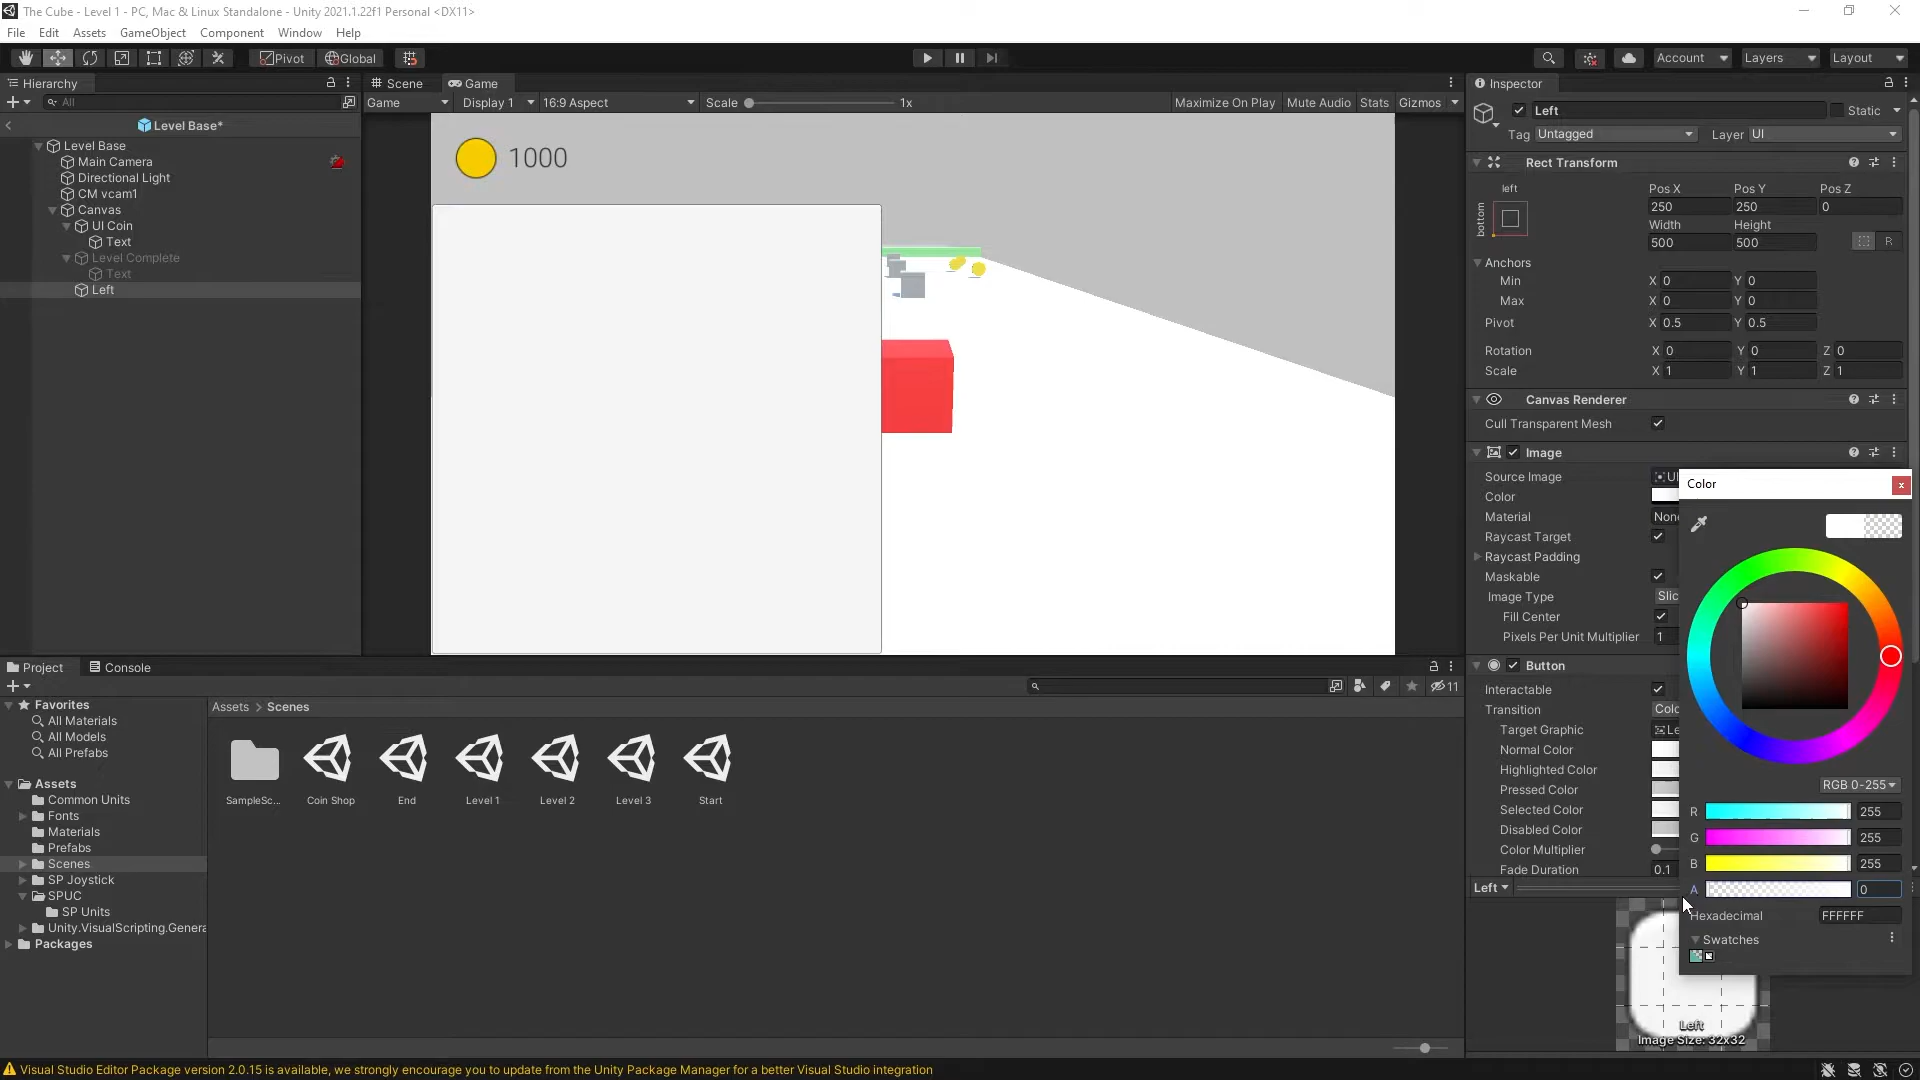 The Cube - Level 1 - PC, Mac & Linux Standalone - Unity 2021.1.22f1 Personal <DX11>
File Edit Assets GameObject Component Window Help
Pivot Global Account Layers Layout
Hierarchy Scene Game Inspector
All Game Display 1 16:9 Aspect Scale 1x Maximize On Play Mute Audio Stats Gizmos
Left Static
Level Base*
Tag Untagged Layer UI
Level Base
Main Camera
Directional Light
CM vcam1
Canvas
UI Coin
Text
Level Complete
Text
Left
1000
Rect Transform
left
bottom
Pos X Pos Y Pos Z
250 250 0
Width Height
500 500 R
Anchors
Min X 0 Y 0
Max X 0 Y 0
Pivot X 0.5 Y 0.5
Rotation X 0 Y 0 Z 0
Scale X 1 Y 1 Z 1
Canvas Renderer
Cull Transparent Mesh
Image
Source Image UI
Color
Material None
Raycast Target
Raycast Padding
Maskable
Image Type Slic
Fill Center
Pixels Per Unit Multiplier 1
Button
Interactable
Transition Colo
Target Graphic Le
Normal Color
Highlighted Color
Pressed Color
Selected Color
Disabled Color
Color Multiplier
Fade Duration 0.1
Left
Left
Image Size: 32x32
Color
RGB 0-255
R 255
G 255
B 255
A 0
Hexadecimal FFFFFF
Swatches
Project Console
11
Favorites
All Materials
All Models
All Prefabs
Assets
Common Units
Fonts
Materials
Prefabs
Scenes
SP Joystick
SPUC
SP Units
Unity.VisualScripting.Genera
Packages
Assets > Scenes
SampleSc... Coin Shop End Level 1 Level 2 Level 3 Start
Visual Studio Editor Package version 2.0.15 is available, we strongly encourage you to update from the Unity Package Manager for a better Visual Studio integration